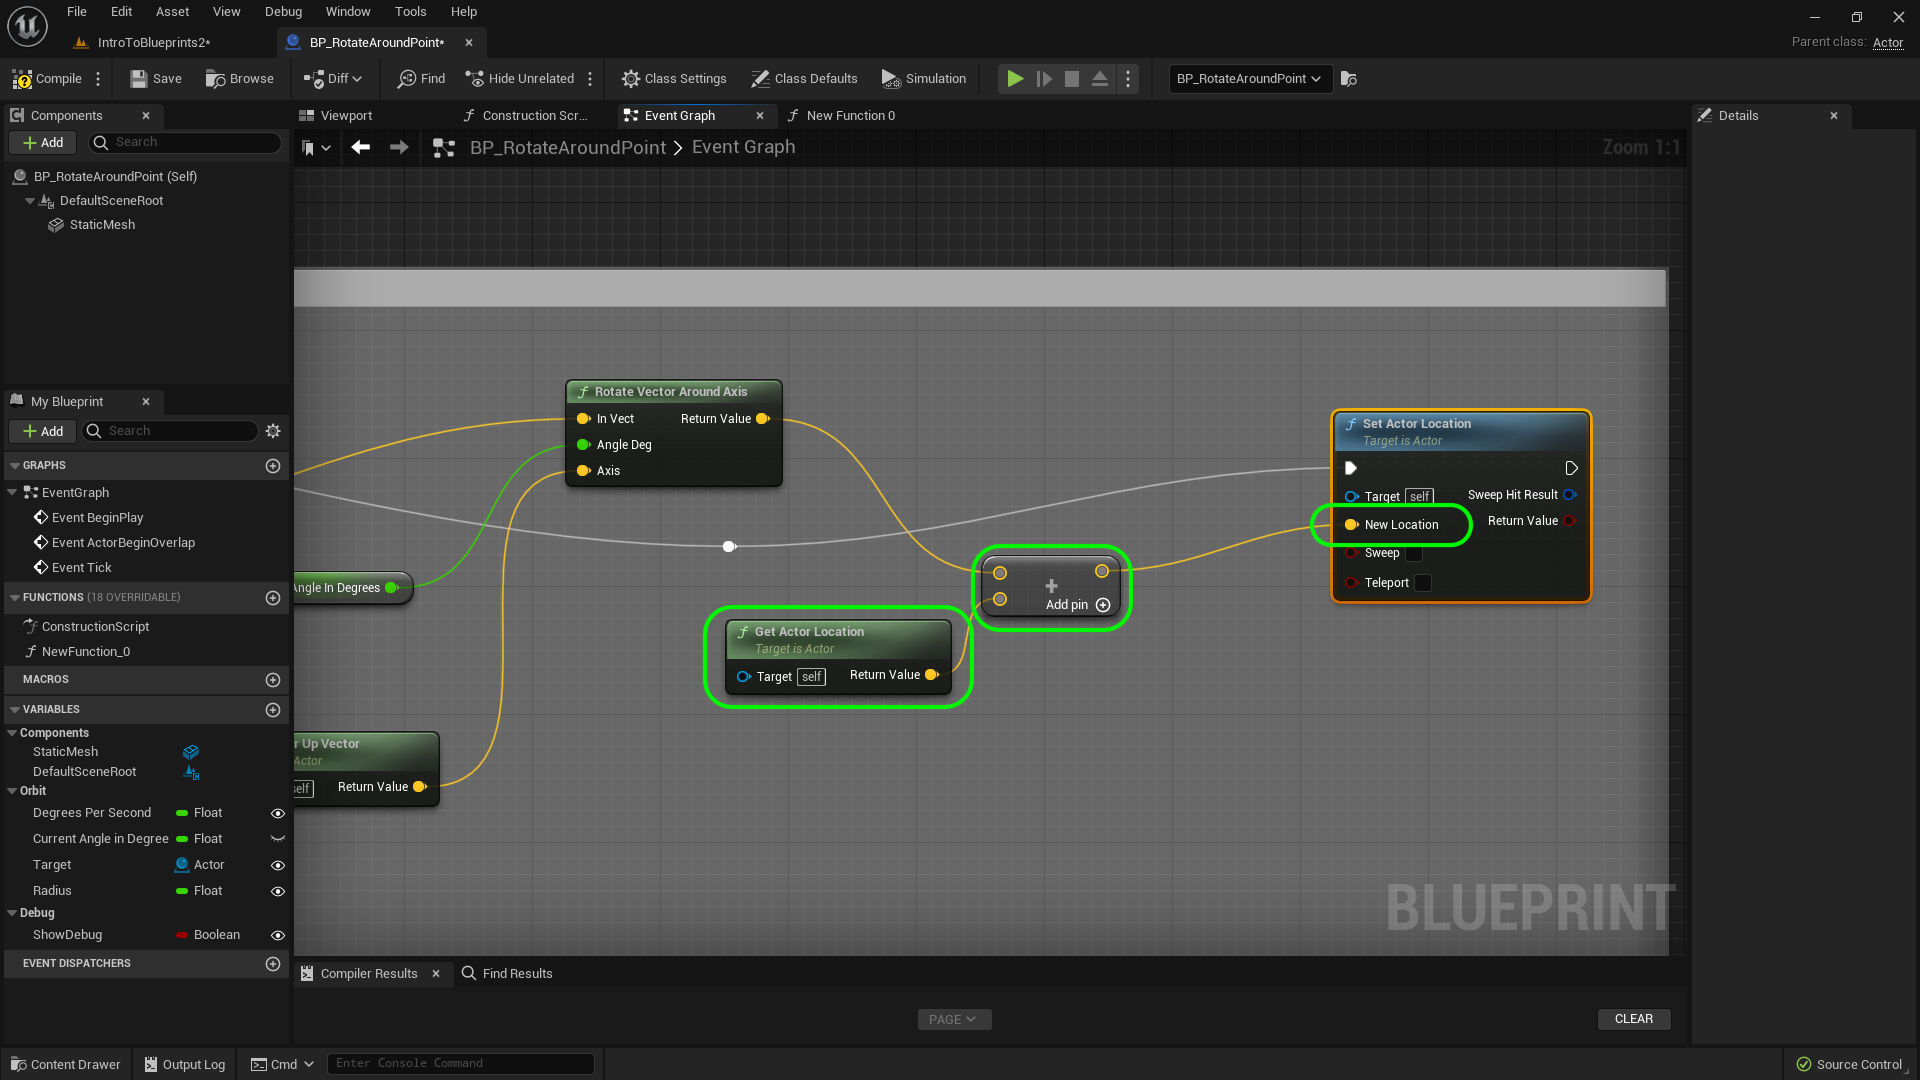 File Edit Asset View Debug Window Tools Help
IntroToBlueprints2*
BP_RotateAroundPoint*
Parent class: Actor
Compile
Save
Browse
Diff
Find
Hide Unrelated
Class Settings
Class Defaults
Simulation
BP_RotateAroundPoint
Components
Viewport
Construction Scr...
Event Graph
New Function 0
Details
Add
Search
BP_RotateAroundPoint > Event Graph
Zoom 1:1
BP_RotateAroundPoint (Self)
DefaultSceneRoot
StaticMesh
My Blueprint
Add
Search
GRAPHS
EventGraph
Event BeginPlay
Event ActorBeginOverlap
Event Tick
FUNCTIONS (18 OVERRIDABLE)
ConstructionScript
NewFunction_0
MACROS
VARIABLES
Components
StaticMesh
DefaultSceneRoot
Orbit
Degrees Per Second Float
Current Angle in Degree Float
Target Actor
Radius Float
Debug
ShowDebug Boolean
EVENT DISPATCHERS
Rotate Vector Around Axis
In Vect Return Value
Angle Deg
Axis
Angle In Degrees
r Up Vector
Actor
self Return Value
Get Actor Location
Target is Actor
Target self Return Value
Add pin
Set Actor Location
Target is Actor
Target self Sweep Hit Result
New Location Return Value
Sweep
Teleport
BLUEPRINT
Compiler Results
Find Results
PAGE
CLEAR
Content Drawer
Output Log
Cmd
Enter Console Command
Source Control